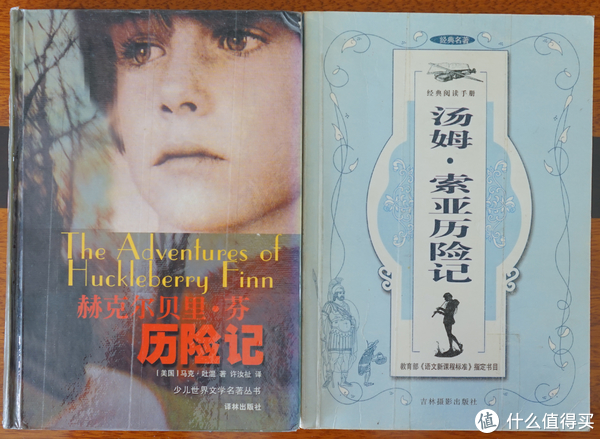 The Adventures of
Huckleberry Finn
赫克尔贝里·芬
历险记
[美国]马克·吐温 著 许汝祉 译
少儿世界文学名著丛书
译林出版社
经典名著
经典阅读手册
汤姆·索亚历险记
教育部《语文新课程标准》指定书目
吉林摄影出版社
值 什么值得买